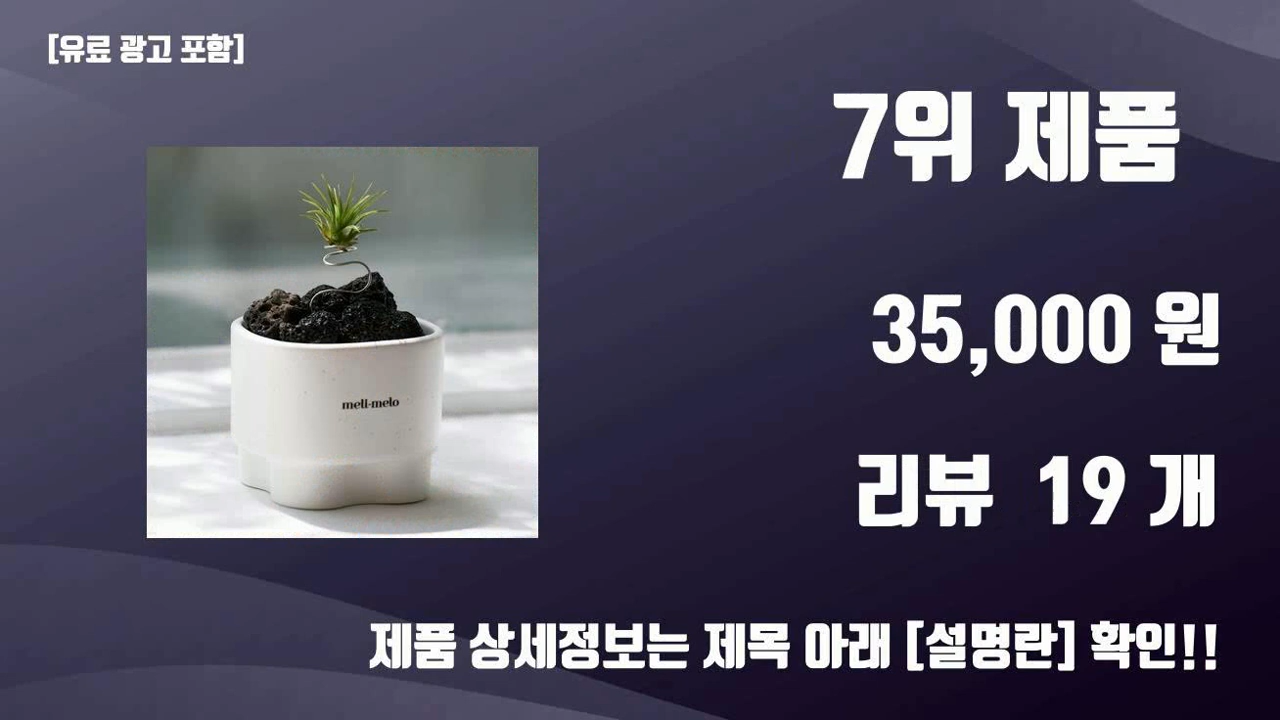 [유료 광고 포함]
7위 제품
meli-melo
35,000 원
리뷰 19 개
제품 상세정보는 제목 아래 [설명란] 확인!!